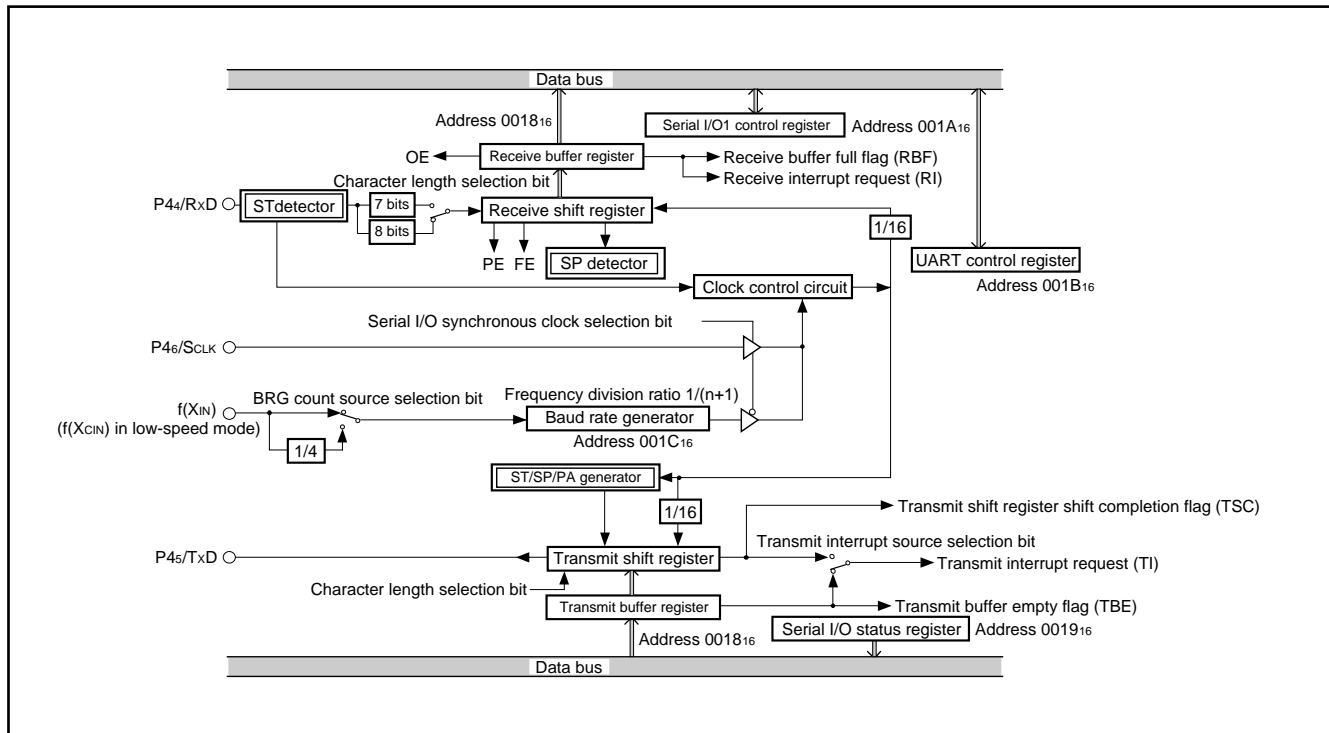 Data bus
Address 0018₁₆
Serial I/O1 control register
Address 001A₁₆
OE
Receive buffer register
Receive buffer full flag (RBF)
Receive interrupt request (RI)
Character length selection bit
P4₄/RxD
STdetector
7 bits
8 bits
Receive shift register
1/16
PE
FE
SP detector
UART control register
Address 001B₁₆
Clock control circuit
Serial I/O synchronous clock selection bit
P4₆/SCLK
BRG count source selection bit
Frequency division ratio 1/(n+1)
f(XIN)
(f(XCIN) in low-speed mode)
Baud rate generator
Address 001C₁₆
1/4
ST/SP/PA generator
1/16
Transmit shift register shift completion flag (TSC)
Transmit interrupt source selection bit
P4₅/TxD
Transmit shift register
Transmit interrupt request (TI)
Character length selection bit
Transmit buffer register
Transmit buffer empty flag (TBE)
Address 0018₁₆
Serial I/O status register
Address 0019₁₆
Data bus